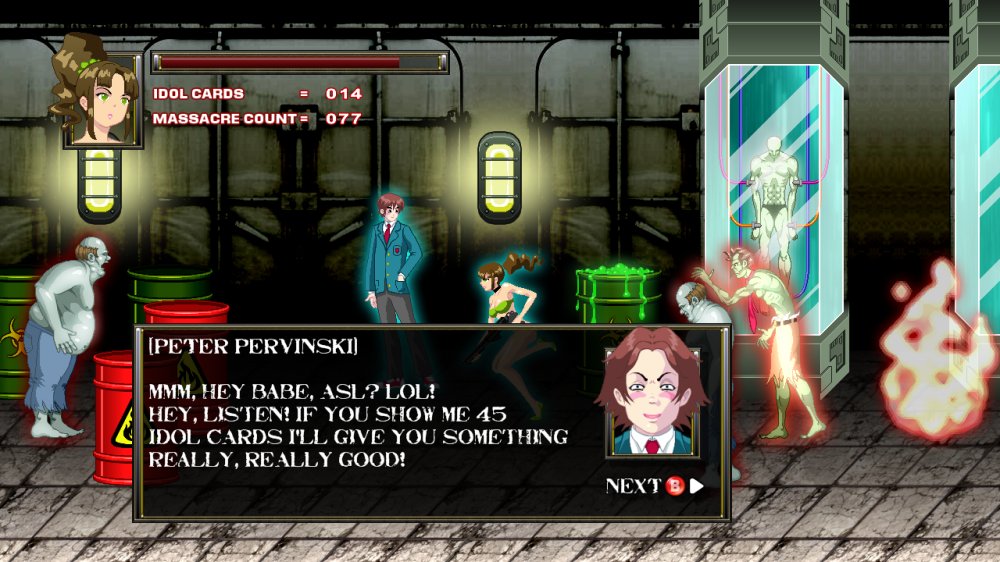 IDOL CARDS = 014
MASSACRE COUNT = 077
[PETER PERVINSKI]
MMM, HEY BABE, ASL? LOL!
HEY, LISTEN! IF YOU SHOW ME 45
IDOL CARDS I'LL GIVE YOU SOMETHING
REALLY, REALLY GOOD!
NEXT B